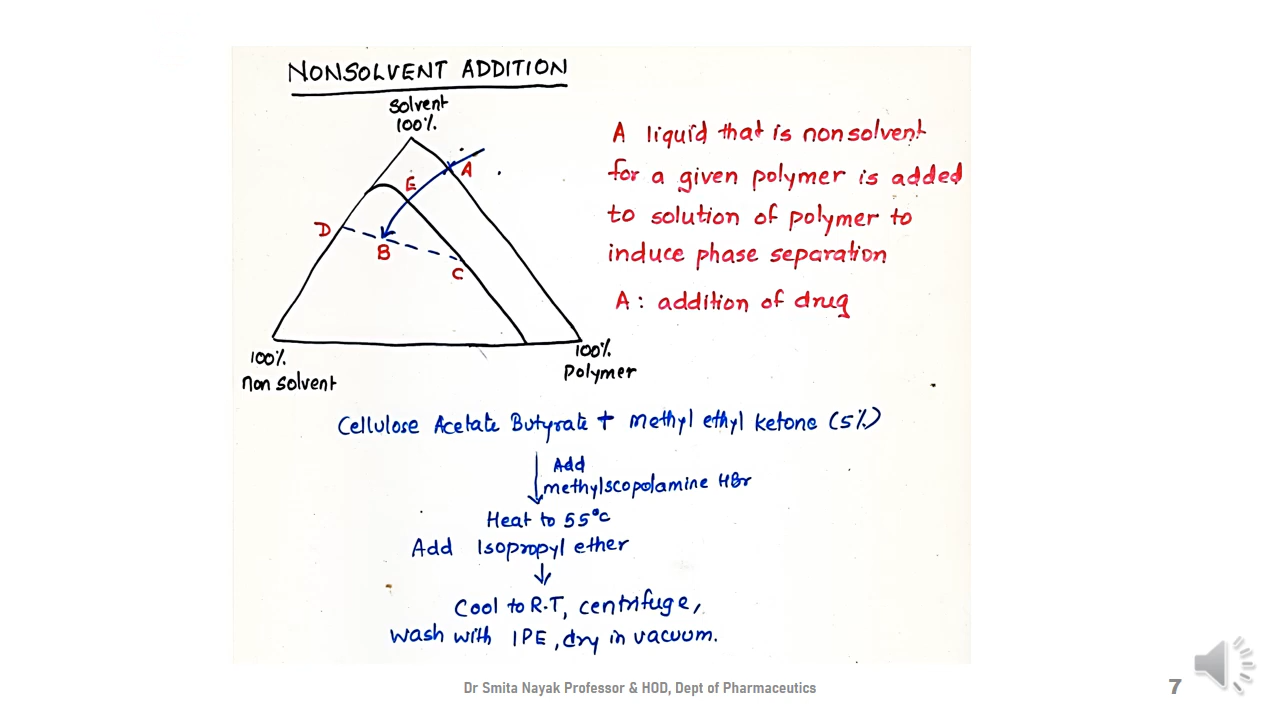 NONSOLVENT ADDITION
Solvent
100%
A
E
D
B
C
100%
Non Solvent
100%
Polymer
A liquid that is nonsolvent
for a given polymer is added
to solution of polymer to
induce phase separation
A: addition of drug
Cellulose Acetate Butyrate + Methyl ethyl Ketone (5%)
Add
methylscopolamine HBr
Heat to 55°C
Add Isopropyl ether
Cool to R.T, centrifuge,
Wash with IPE, dry in vacuum.
Dr Smita Nayak Professor & HOD, Dept of Pharmaceutics
7